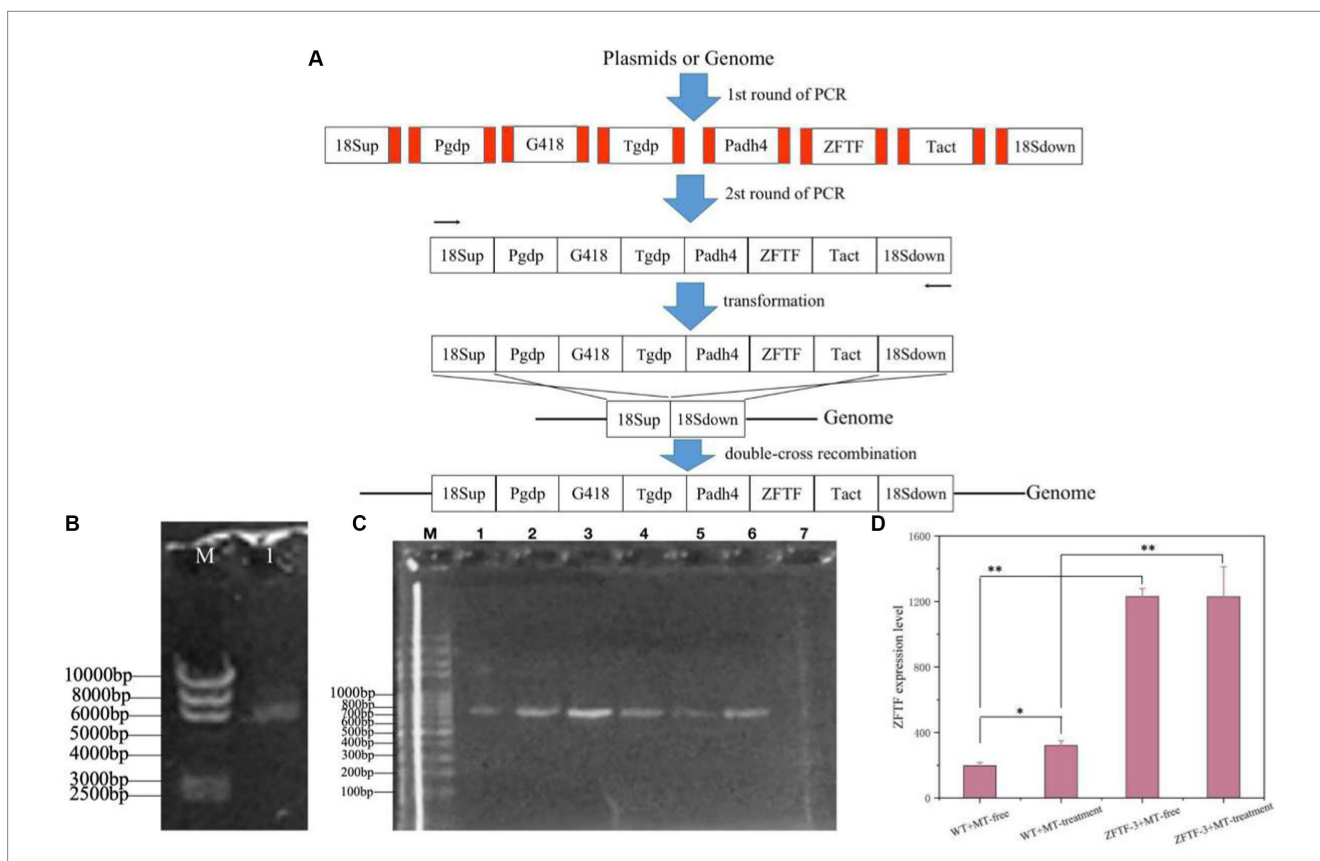 A
Plasmids or Genome
1st round of PCR
18Sup Pgdp G418 Tgdp Padh4 ZFTF Tact 18Sdown
2st round of PCR
18Sup Pgdp G418 Tgdp Padh4 ZFTF Tact 18Sdown
transformation
18Sup Pgdp G418 Tgdp Padh4 ZFTF Tact 18Sdown
18Sup 18Sdown Genome
double-cross recombination
18Sup Pgdp G418 Tgdp Padh4 ZFTF Tact 18Sdown Genome
B
M 1
10000bp
8000bp
6000bp
5000bp
4000bp
3000bp
2500bp
C
M 1 2 3 4 5 6 7
1000bp
800bp
700bp
600bp
500bp
400bp
300bp
200bp
100bp
D
ZFTF expression level
1600
1200
800
400
0
**
**
*
WT+MT-free
WT+MT-treatment
ZFTF-3+MT-free
ZFTF-3+MT-treatment